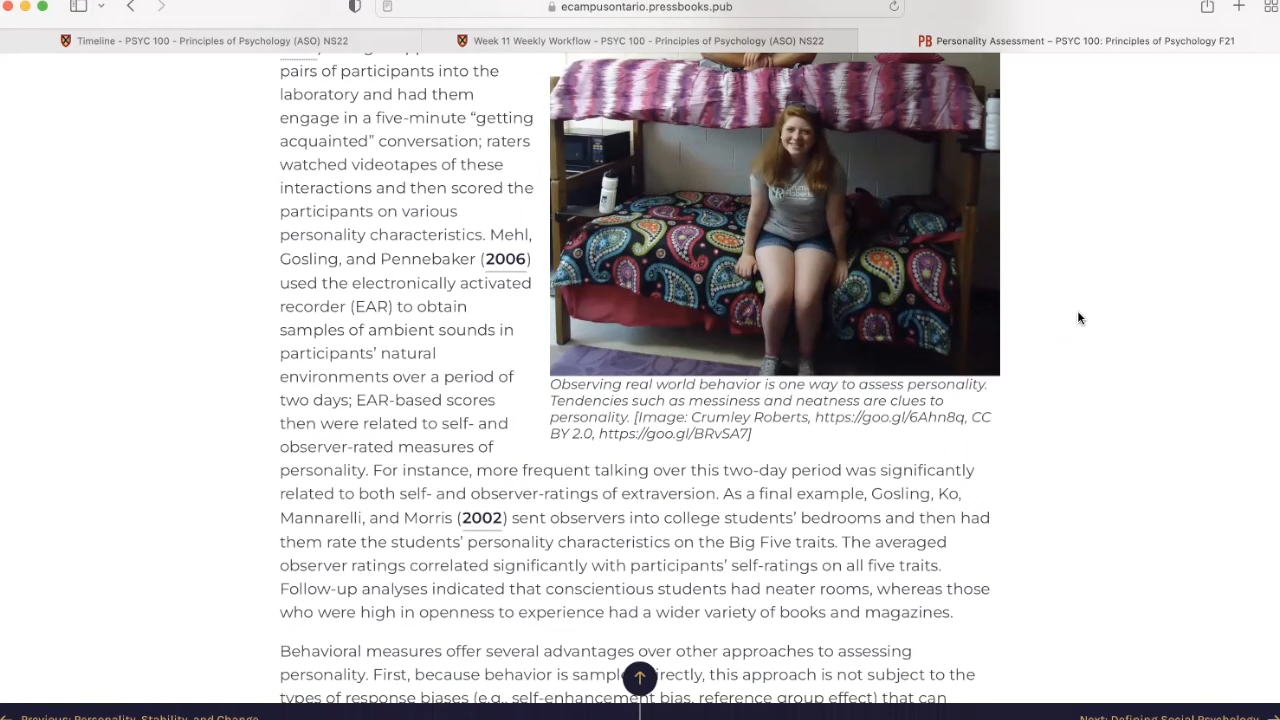 ecampusontario.pressbooks.pub
Timeline - PSYC 100 - Principles of Psychology (ASO) NS22
Week 11 Weekly Workflow - PSYC 100 - Principles of Psychology (ASO) NS22
PB Personality Assessment – PSYC 100: Principles of Psychology F21
pairs of participants into the
laboratory and had them
engage in a five-minute “getting
acquainted” conversation; raters
watched videotapes of these
interactions and then scored the
participants on various
personality characteristics. Mehl,
Gosling, and Pennebaker (2006)
used the electronically activated
recorder (EAR) to obtain
samples of ambient sounds in
participants’ natural
environments over a period of
two days; EAR-based scores
then were related to self- and
observer-rated measures of
personality. For instance, more frequent talking over this two-day period was significantly
related to both self- and observer-ratings of extraversion. As a final example, Gosling, Ko,
Mannarelli, and Morris (2002) sent observers into college students’ bedrooms and then had
them rate the students’ personality characteristics on the Big Five traits. The averaged
observer ratings correlated significantly with participants’ self-ratings on all five traits.
Follow-up analyses indicated that conscientious students had neater rooms, whereas those
who were high in openness to experience had a wider variety of books and magazines.
Observing real world behavior is one way to assess personality.
Tendencies such as messiness and neatness are clues to
personality. [Image: Crumley Roberts, https://goo.gl/6Ahn8q, CC
BY 2.0, https://goo.gl/BRvSA7]
Behavioral measures offer several advantages over other approaches to assessing
personality. First, because behavior is sampled directly, this approach is not subject to the
types of response biases (e.g., self-enhancement bias, reference group effect) that can
Previous: Personality, Stability, and Change
Next: Defining Social Psychology